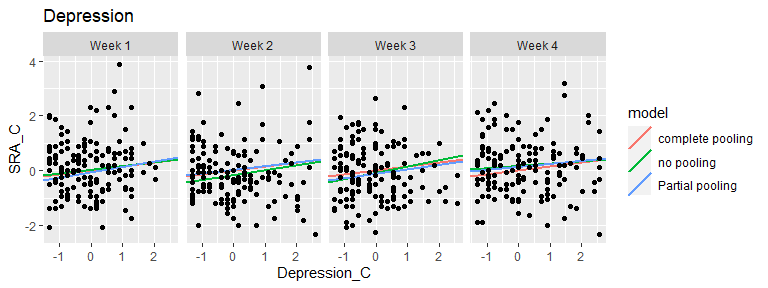 Depression
Week 1 Week 2 Week 3 Week 4
4
2
0
-2
SRA_C
-1 0 1 2 -1 0 1 2 -1 0 1 2 -1 0 1 2
Depression_C
model
complete pooling
no pooling
Partial pooling